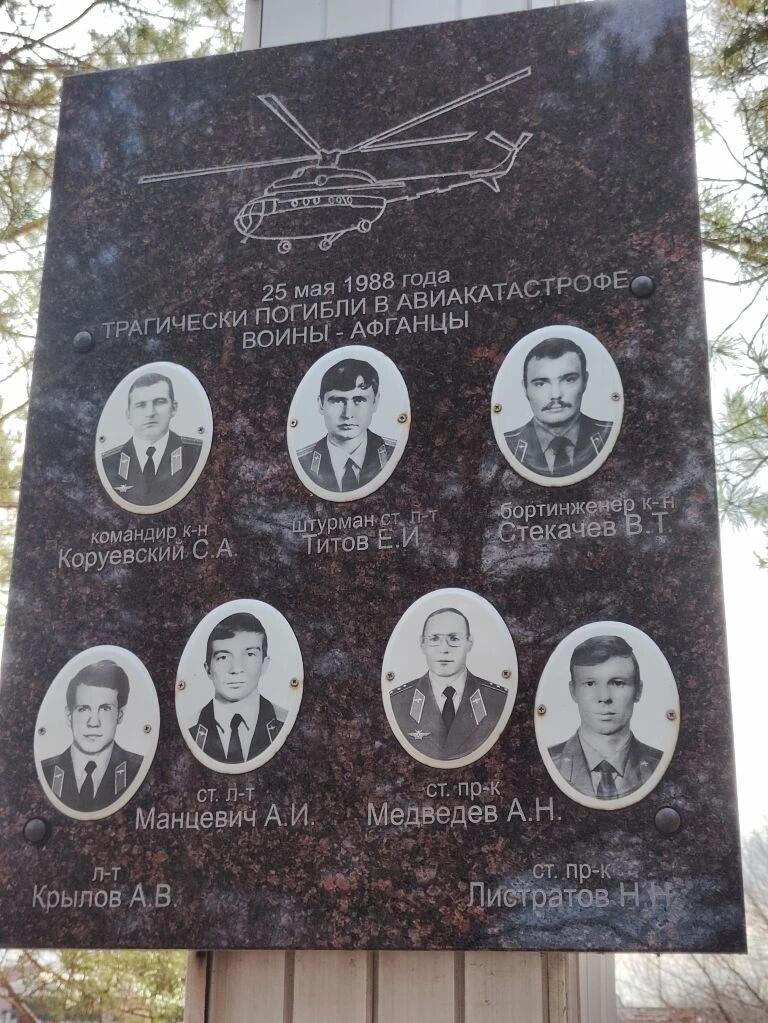 25 мая 1988 года
ТРАГИЧЕСКИ ПОГИБЛИ В АВИАКАТАСТРОФЕ
ВОИНЫ - АФГАНЦЫ
командир к-н
Коруевский С.А.
штурман ст. п-т
Титов Е.И
бортинженер к-н
Стекачев В.Т.
ст. л-т
Манцевич А.И.
ст. пр-к
Медведев А.Н.
л-т
Крылов А.В.
ст. пр-к
Листратов Н.Н.